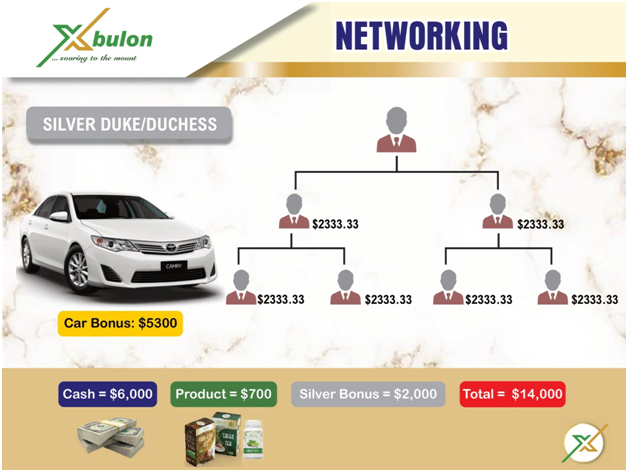 Xbulon
... soaring to the mount
NETWORKING
SILVER DUKE/DUCHESS
$2333.33
$2333.33
CAMRY
$2333.33
$2333.33
$2333.33
$2333.33
Car Bonus: $5300
Cash = $6,000
Product = $700
Silver Bonus = $2,000
Total = $14,000